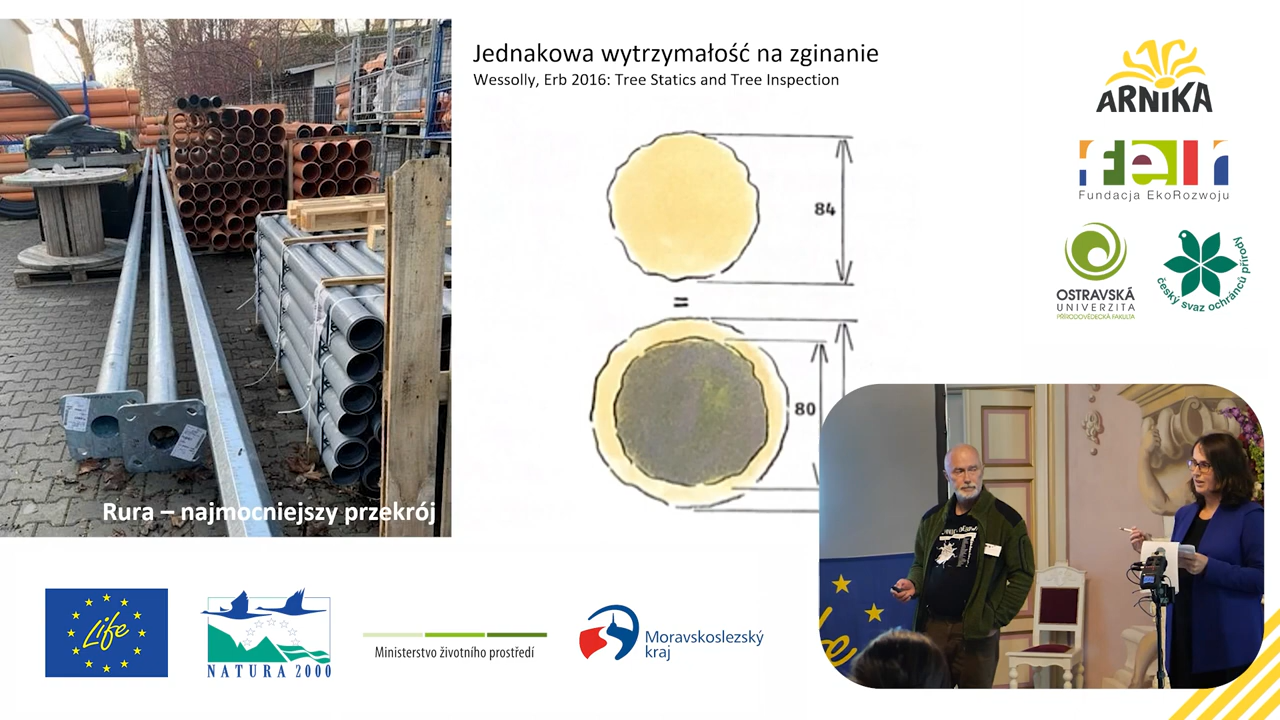 Jednakowa wytrzymałość na zginanie
Wessolly, Erb 2016: Tree Statics and Tree Inspection
84
=
80
Rura – najmocniejszy przekrój
ARNIKA
feri
Fundacja EkoRozwoju
OSTRAVSKÁ
UNIVERZITA
PŘÍRODOVĚDECKÁ FAKULTA
český svaz ochránců přírody
Life
NATURA 2000
Ministerstvo životního prostředí
Moravskoslezský
kraj